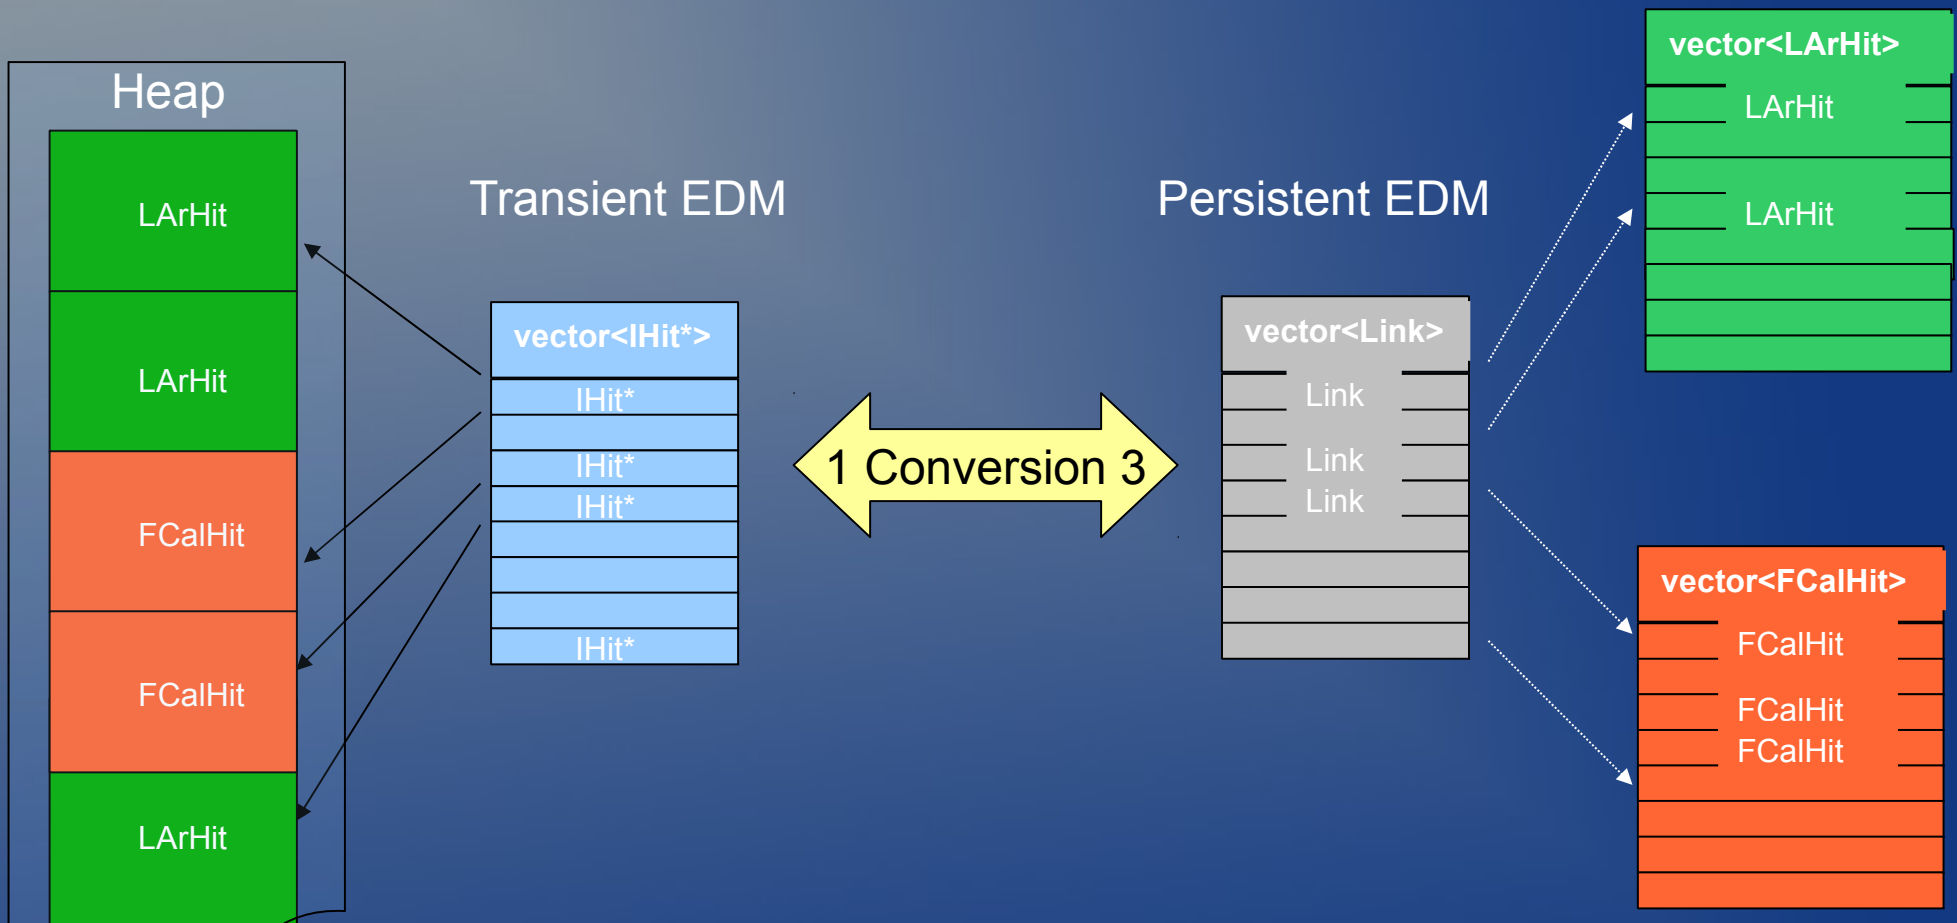 Heap
LArHit
LArHit
FCalHit
FCalHit
LArHit
Transient EDM
vector<IHit*>
IHit*
IHit*
IHit*
IHit*
1 Conversion 3
Persistent EDM
vector<Link>
Link
Link
Link
vector<LArHit>
LArHit
LArHit
vector<FCalHit>
FCalHit
FCalHit
FCalHit